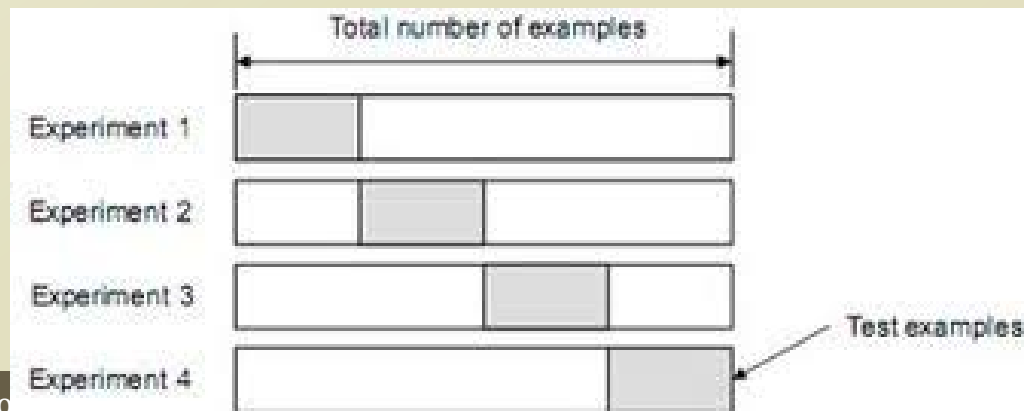 Total number of examples
Experiment 1
Experiment 2
Experiment 3
Test examples
Experiment 4